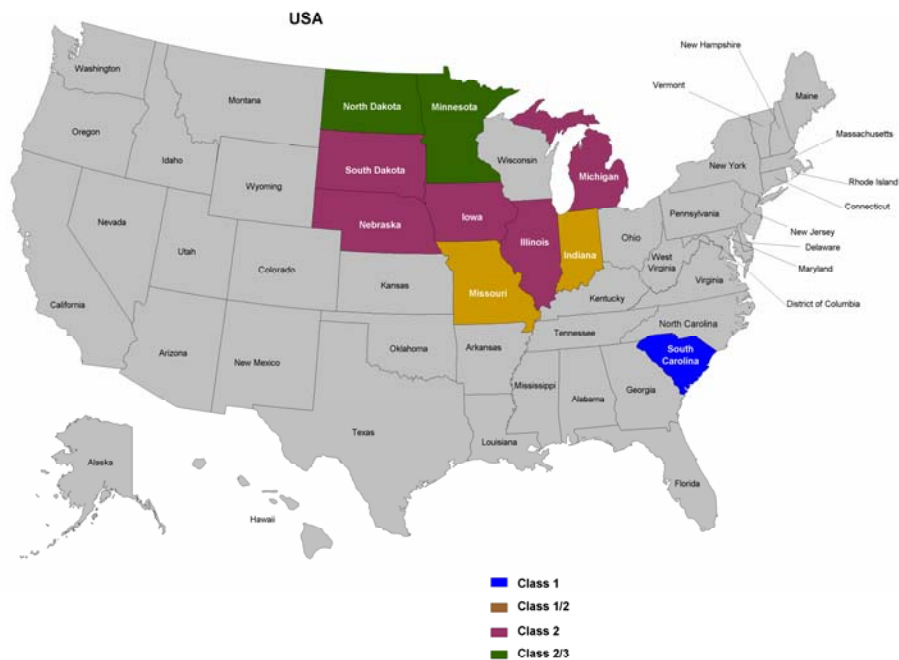 USA
New Hampshire
Washington
Vermont
Maine
Montana
North Dakota
Minnesota
Oregon
Massachusetts
Idaho
Wisconsin
South Dakota
New York
Michigan
Rhode Island
Wyoming
Connecticut
Iowa
Pennsylvania
Nebraska
Nevada
New Jersey
Ohio
Illinois
Indiana
Delaware
Utah
West
Virginia
Maryland
Colorado
Virginia
Kansas
Missouri
Kentucky
California
District of Columbia
North Carolina
Tennessee
Oklahoma
Arkansas
South
Carolina
Arizona
New Mexico
Mississippi
Georgia
Alabama
Texas
Louisiana
Alaska
Florida
Hawaii
Class 1
Class 1/2
Class 2
Class 2/3